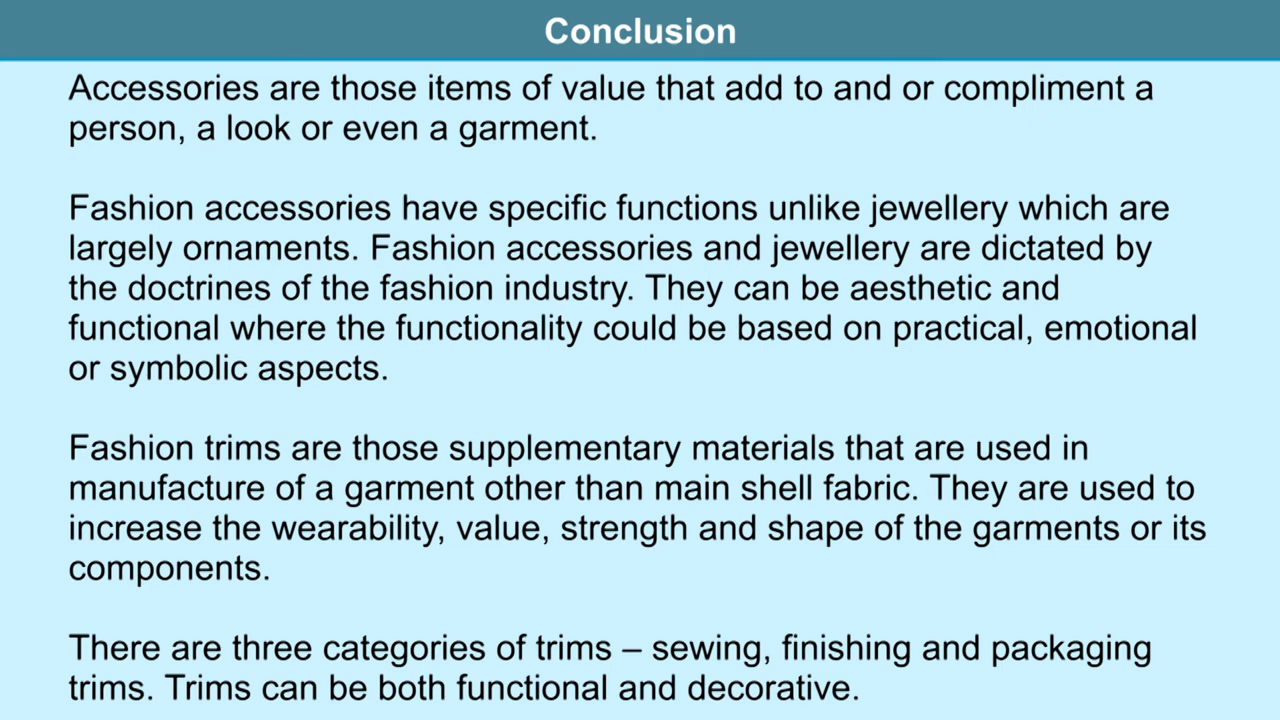 Conclusion
Accessories are those items of value that add to and or compliment a
person, a look or even a garment.
Fashion accessories have specific functions unlike jewellery which are
largely ornaments. Fashion accessories and jewellery are dictated by
the doctrines of the fashion industry. They can be aesthetic and
functional where the functionality could be based on practical, emotional
or symbolic aspects.
Fashion trims are those supplementary materials that are used in
manufacture of a garment other than main shell fabric. They are used to
increase the wearability, value, strength and shape of the garments or its
components.
There are three categories of trims – sewing, finishing and packaging
trims. Trims can be both functional and decorative.